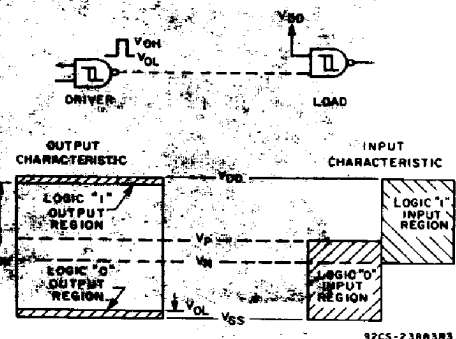 VDD
VOH
VOL
DRIVER
LOAD
OUTPUT
CHARACTERISTIC
INPUT
CHARACTERISTIC
VDD
LOGIC "1"
OUTPUT
REGION
LOGIC "1"
INPUT
REGION
VP
VN
LOGIC "0"
OUTPUT
REGION
LOGIC "0"
INPUT
REGION
VOL
VSS
92CS-23883R3